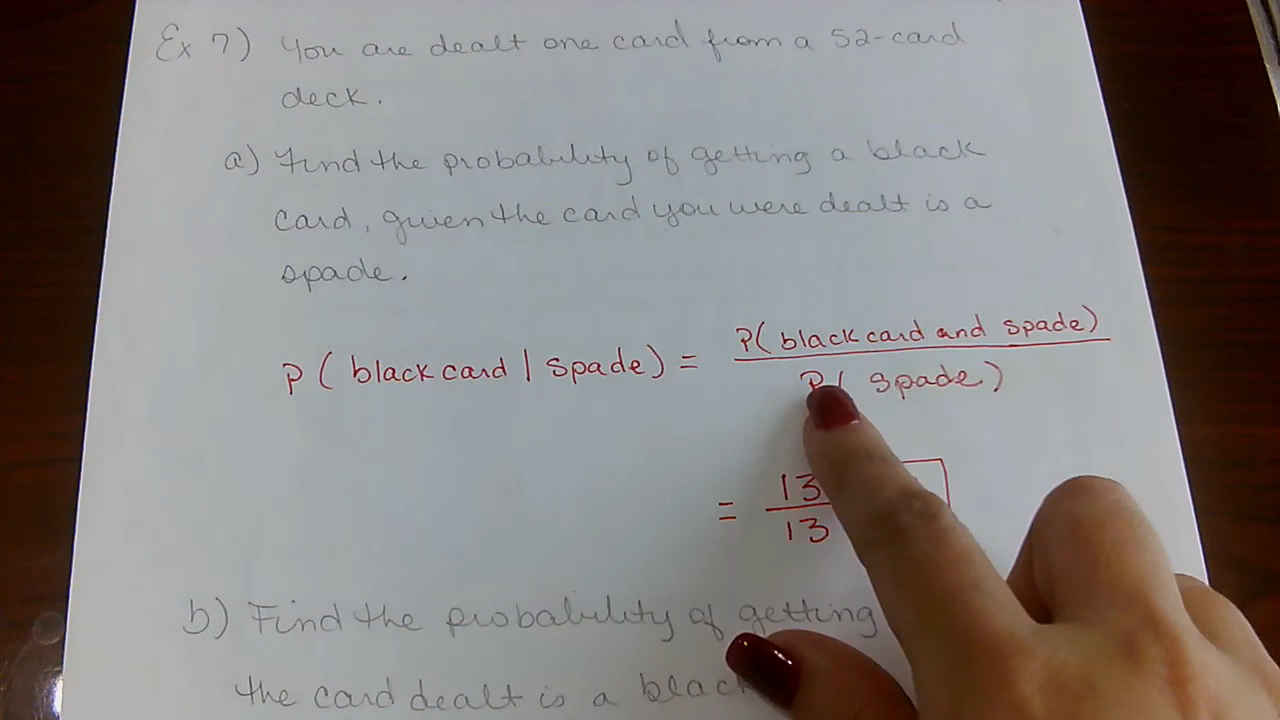 Ex 7) You are dealt one card from a 52-card
deck.
a) Find the probability of getting a black
card, given the card you were dealt is a
spade.
P( black card | spade) = P( black card and spade)
P( spade)
= 13
13
b) Find the probability of getting
the card dealt is a